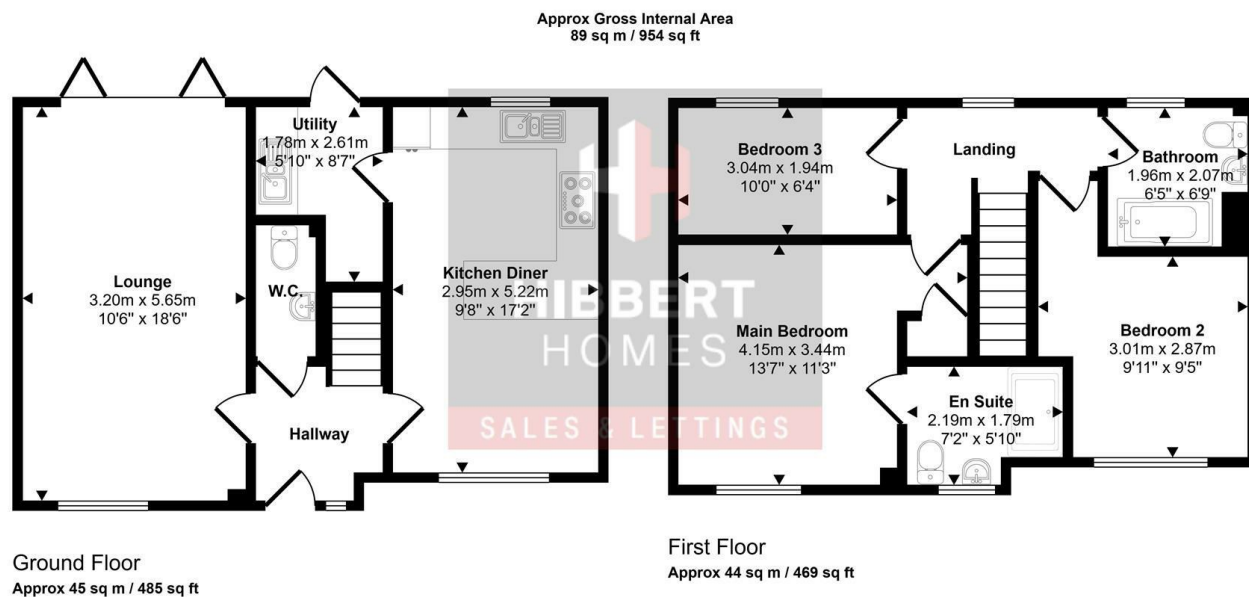 Approx Gross Internal Area
89 sq m / 954 sq ft
Utility
1.78m x 2.61m
5'10" x 8'7"
Lounge
3.20m x 5.65m
10'6" x 18'6"
W.C.
Kitchen Diner
2.95m x 5.22m
9'8" x 17'2"
Hallway
Bedroom 3
3.04m x 1.94m
10'0" x 6'4"
Landing
Bathroom
1.96m x 2.07m
6'5" x 6'9"
Main Bedroom
4.15m x 3.44m
13'7" x 11'3"
Bedroom 2
3.01m x 2.87m
9'11" x 9'5"
En Suite
2.19m x 1.79m
7'2" x 5'10"
HIBBERT
HOMES
SALES & LETTINGS
Ground Floor
Approx 45 sq m / 485 sq ft
First Floor
Approx 44 sq m / 469 sq ft